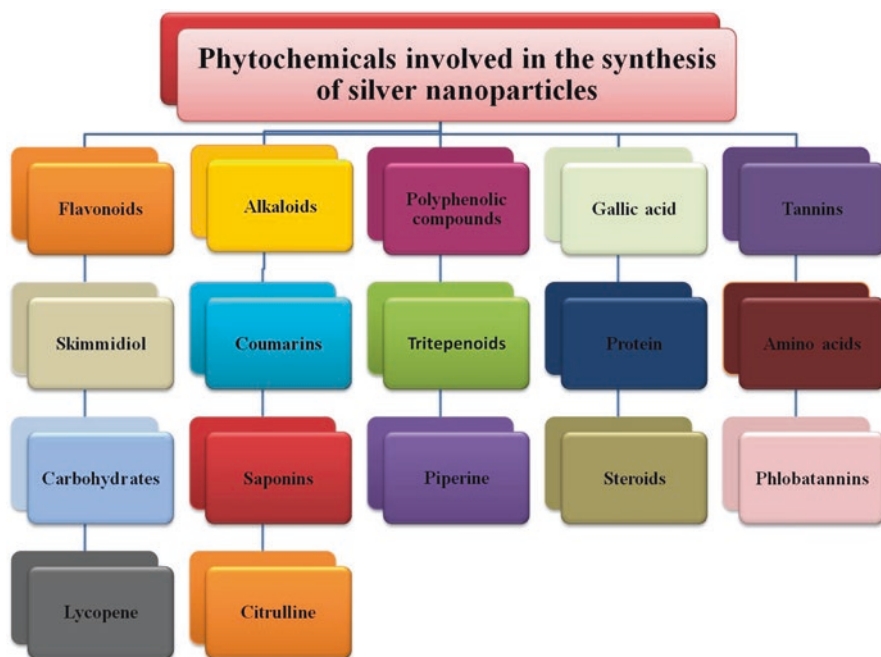 Phytochemicals involved in the synthesis
of silver nanoparticles
Flavonoids
Alkaloids
Polyphenolic
compounds
Gallic acid
Tannins
Skimmidiol
Coumarins
Tritepenoids
Protein
Amino acids
Carbohydrates
Saponins
Piperine
Steroids
Phlobatannins
Lycopene
Citrulline